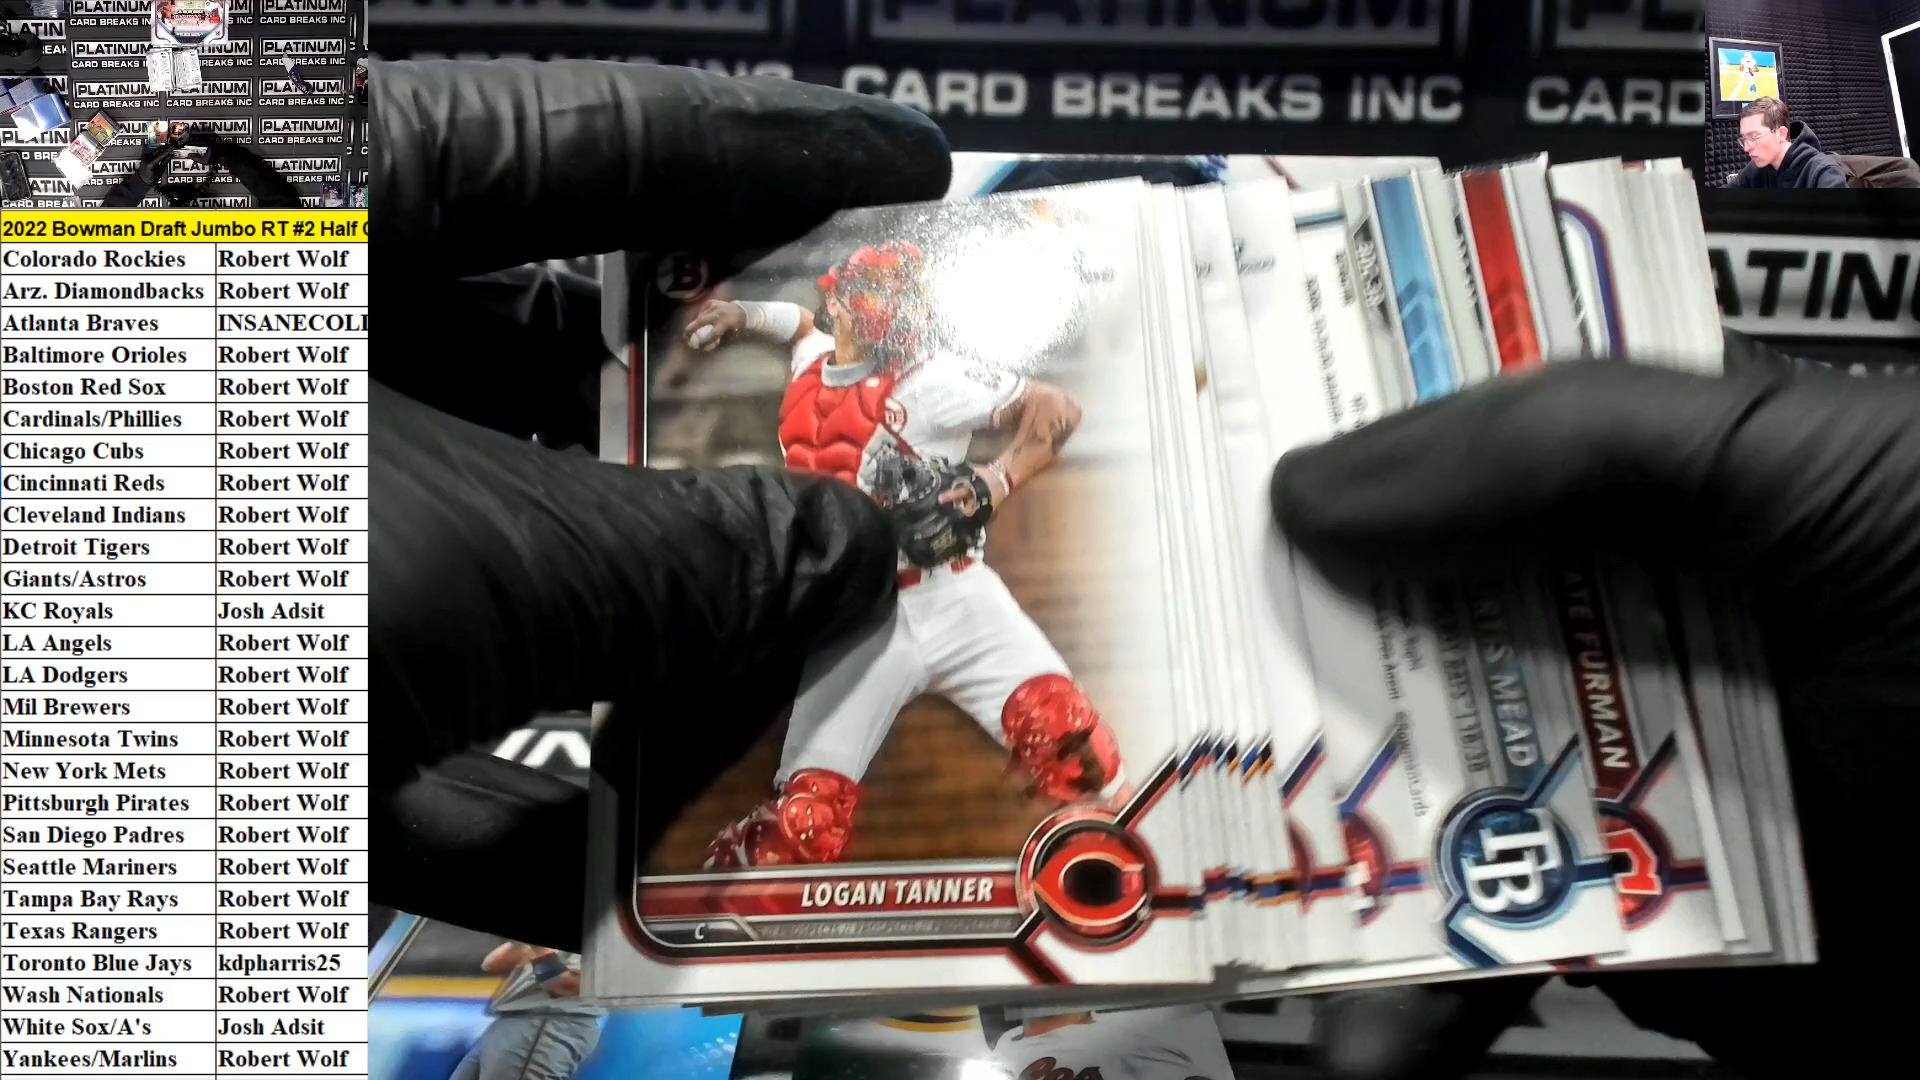 PLATINUM
CARD BREAKS INC
CARD BREAKS INC
CARD
2022 Bowman Draft Jumbo RT #2 Half
Colorado Rockies Robert Wolf
Arz. Diamondbacks Robert Wolf
Atlanta Braves INSANECOLL
Baltimore Orioles Robert Wolf
Boston Red Sox Robert Wolf
Cardinals/Phillies Robert Wolf
Chicago Cubs Robert Wolf
Cincinnati Reds Robert Wolf
Cleveland Indians Robert Wolf
Detroit Tigers Robert Wolf
Giants/Astros Robert Wolf
KC Royals Josh Adsit
LA Angels Robert Wolf
LA Dodgers Robert Wolf
Mil Brewers Robert Wolf
Minnesota Twins Robert Wolf
New York Mets Robert Wolf
Pittsburgh Pirates Robert Wolf
San Diego Padres Robert Wolf
Seattle Mariners Robert Wolf
Tampa Bay Rays Robert Wolf
Texas Rangers Robert Wolf
Toronto Blue Jays kdpharris25
Wash Nationals Robert Wolf
White Sox/A's Josh Adsit
Yankees/Marlins Robert Wolf
B
LOGAN TANNER
C
MEAD
TB
FURMAN
C